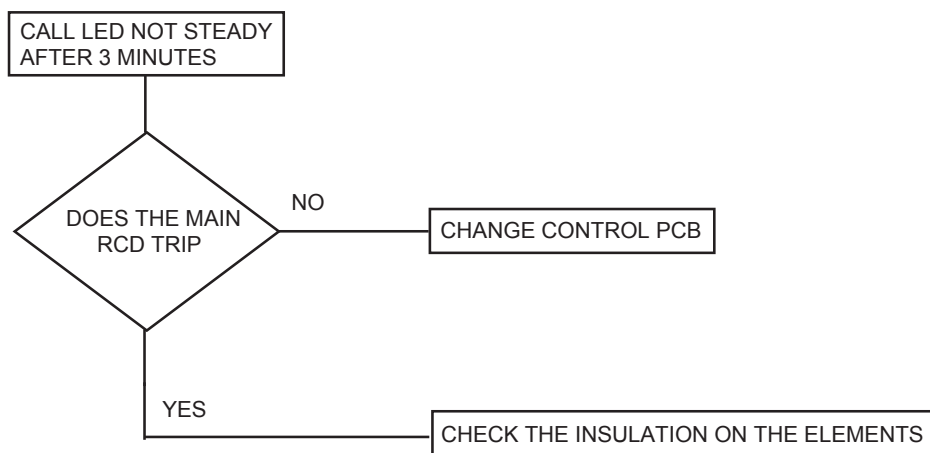 CALL LED NOT STEADY
AFTER 3 MINUTES
DOES THE MAIN
RCD TRIP
NO
CHANGE CONTROL PCB
YES
CHECK THE INSULATION ON THE ELEMENTS